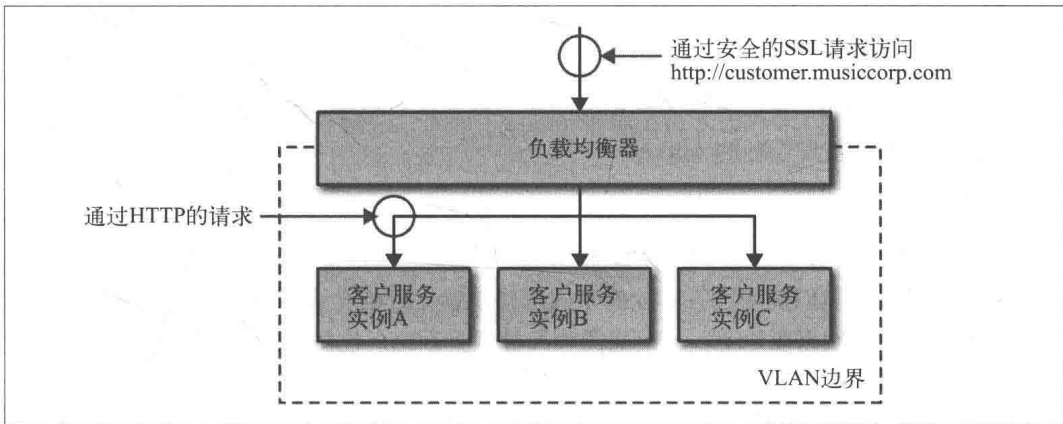 通过安全的SSL请求访问
http://customer.musiccorp.com
负载均衡器
通过HTTP的请求
客户服务
实例A
客户服务
实例B
客户服务
实例C
VLAN边界